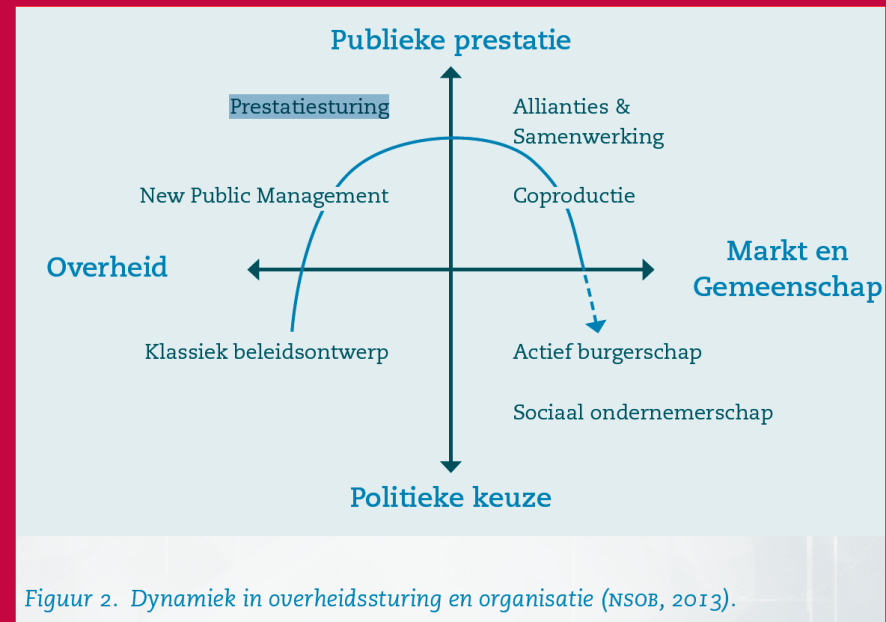 Publieke prestatie
Prestatiesturing
Allianties &
Samenwerking
New Public Management
Coproductie
Overheid
Markt en
Gemeenschap
Klassiek beleidsontwerp
Actief burgerschap
Sociaal ondernemerschap
Politieke keuze
Figuur 2. Dynamiek in overheidssturing en organisatie (NSOB, 2013).